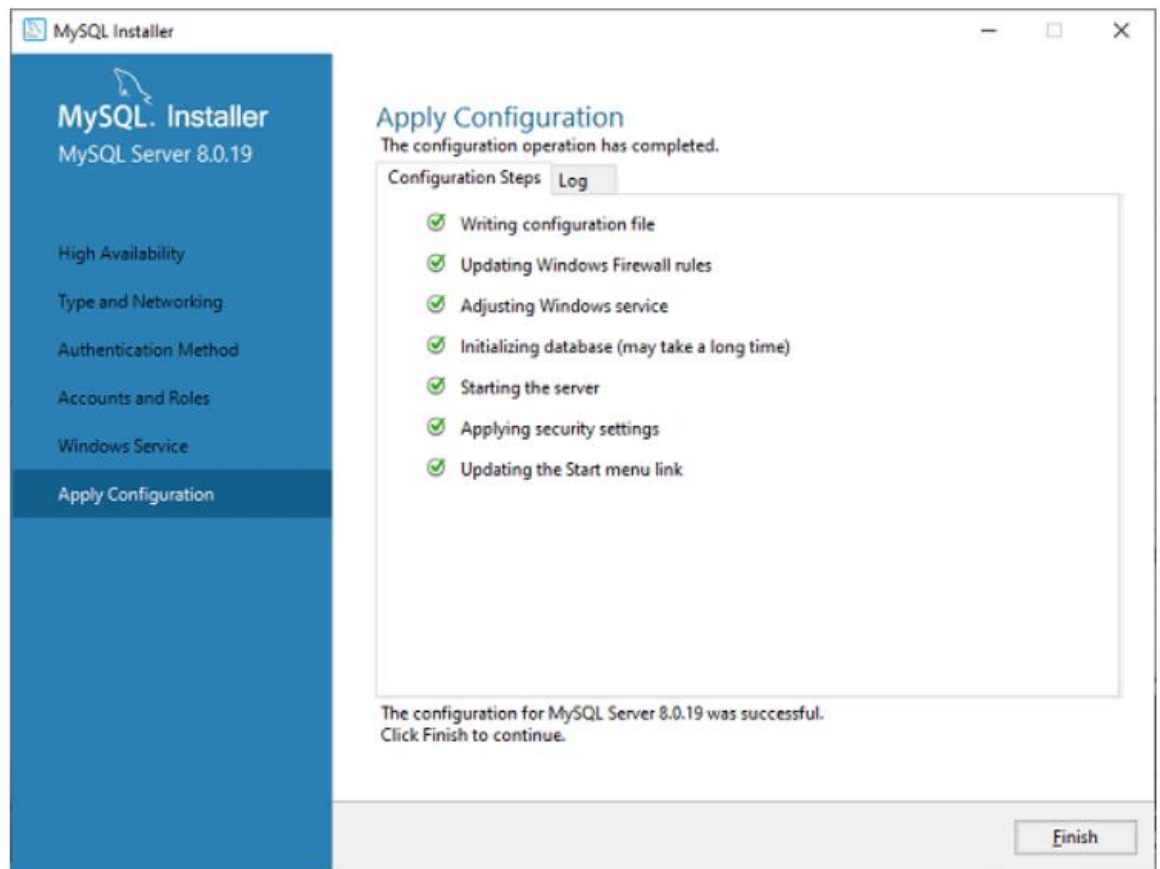 MySQL Installer
MySQL. Installer
MySQL Server 8.0.19
High Availability
Type and Networking
Authentication Method
Accounts and Roles
Windows Service
Apply Configuration
Apply Configuration
The configuration operation has completed.
Configuration Steps
Log
Writing configuration file
Updating Windows Firewall rules
Adjusting Windows service
Initializing database (may take a long time)
Starting the server
Applying security settings
Updating the Start menu link
The configuration for MySQL Server 8.0.19 was successful.
Click Finish to continue.
Finish